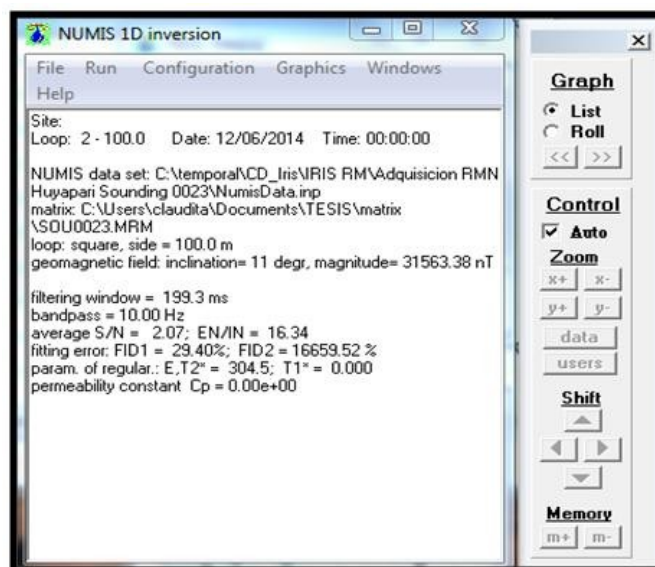 NUMIS 1D inversion
File Run Configuration Graphics Windows
Help
Site:
Loop: 2 - 100.0 Date: 12/06/2014 Time: 00:00:00
NUMIS data set: C:\temporal\CD_Iris\IRIS RM\Adquisicion RMN
Huyapari Sounding 0023\NumisData.inp
matrix: C:\Users\claudita\Documents\TESIS\matrix
\SOU0023.MRM
loop: square, side = 100.0 m
geomagnetic field: inclination= 11 degr, magnitude= 31563.38 nT
filtering window = 199.3 ms
bandpass = 10.00 Hz
average S/N = 2.07; EN/IN = 16.34
fitting error: FID1 = 29.40%; FID2 = 16659.52 %
param. of regular.: E,T2* = 304.5; T1* = 0.000
permeability constant Cp = 0.00e+00
Graph
List
Roll
<< >>
Control
Auto
Zoom
x+ x-
y+ y-
data
users
Shift
Memory
m+ m-